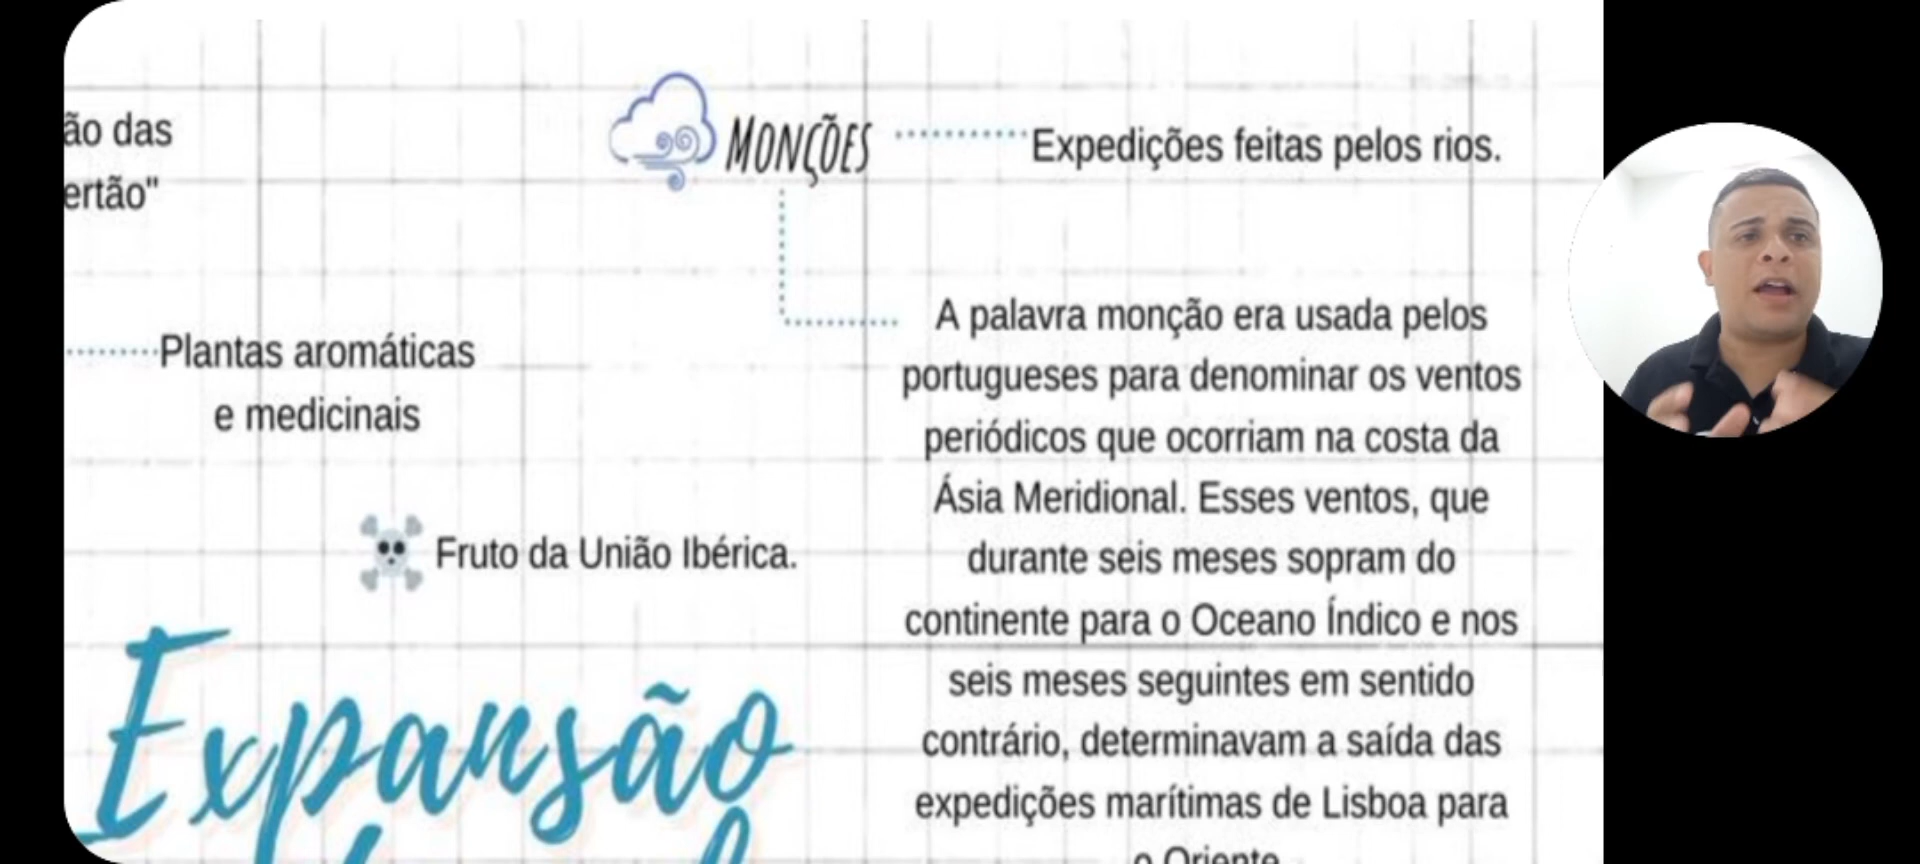 ão das
ertão"
Plantas aromáticas
e medicinais
Fruto da União Ibérica.
Expansão
MONÇÕES
Expedições feitas pelos rios.
A palavra monção era usada pelos
portugueses para denominar os ventos
periódicos que ocorriam na costa da
Ásia Meridional. Esses ventos, que
durante seis meses sopram do
continente para o Oceano Índico e nos
seis meses seguintes em sentido
contrário, determinavam a saída das
expedições marítimas de Lisboa para
o Oriente